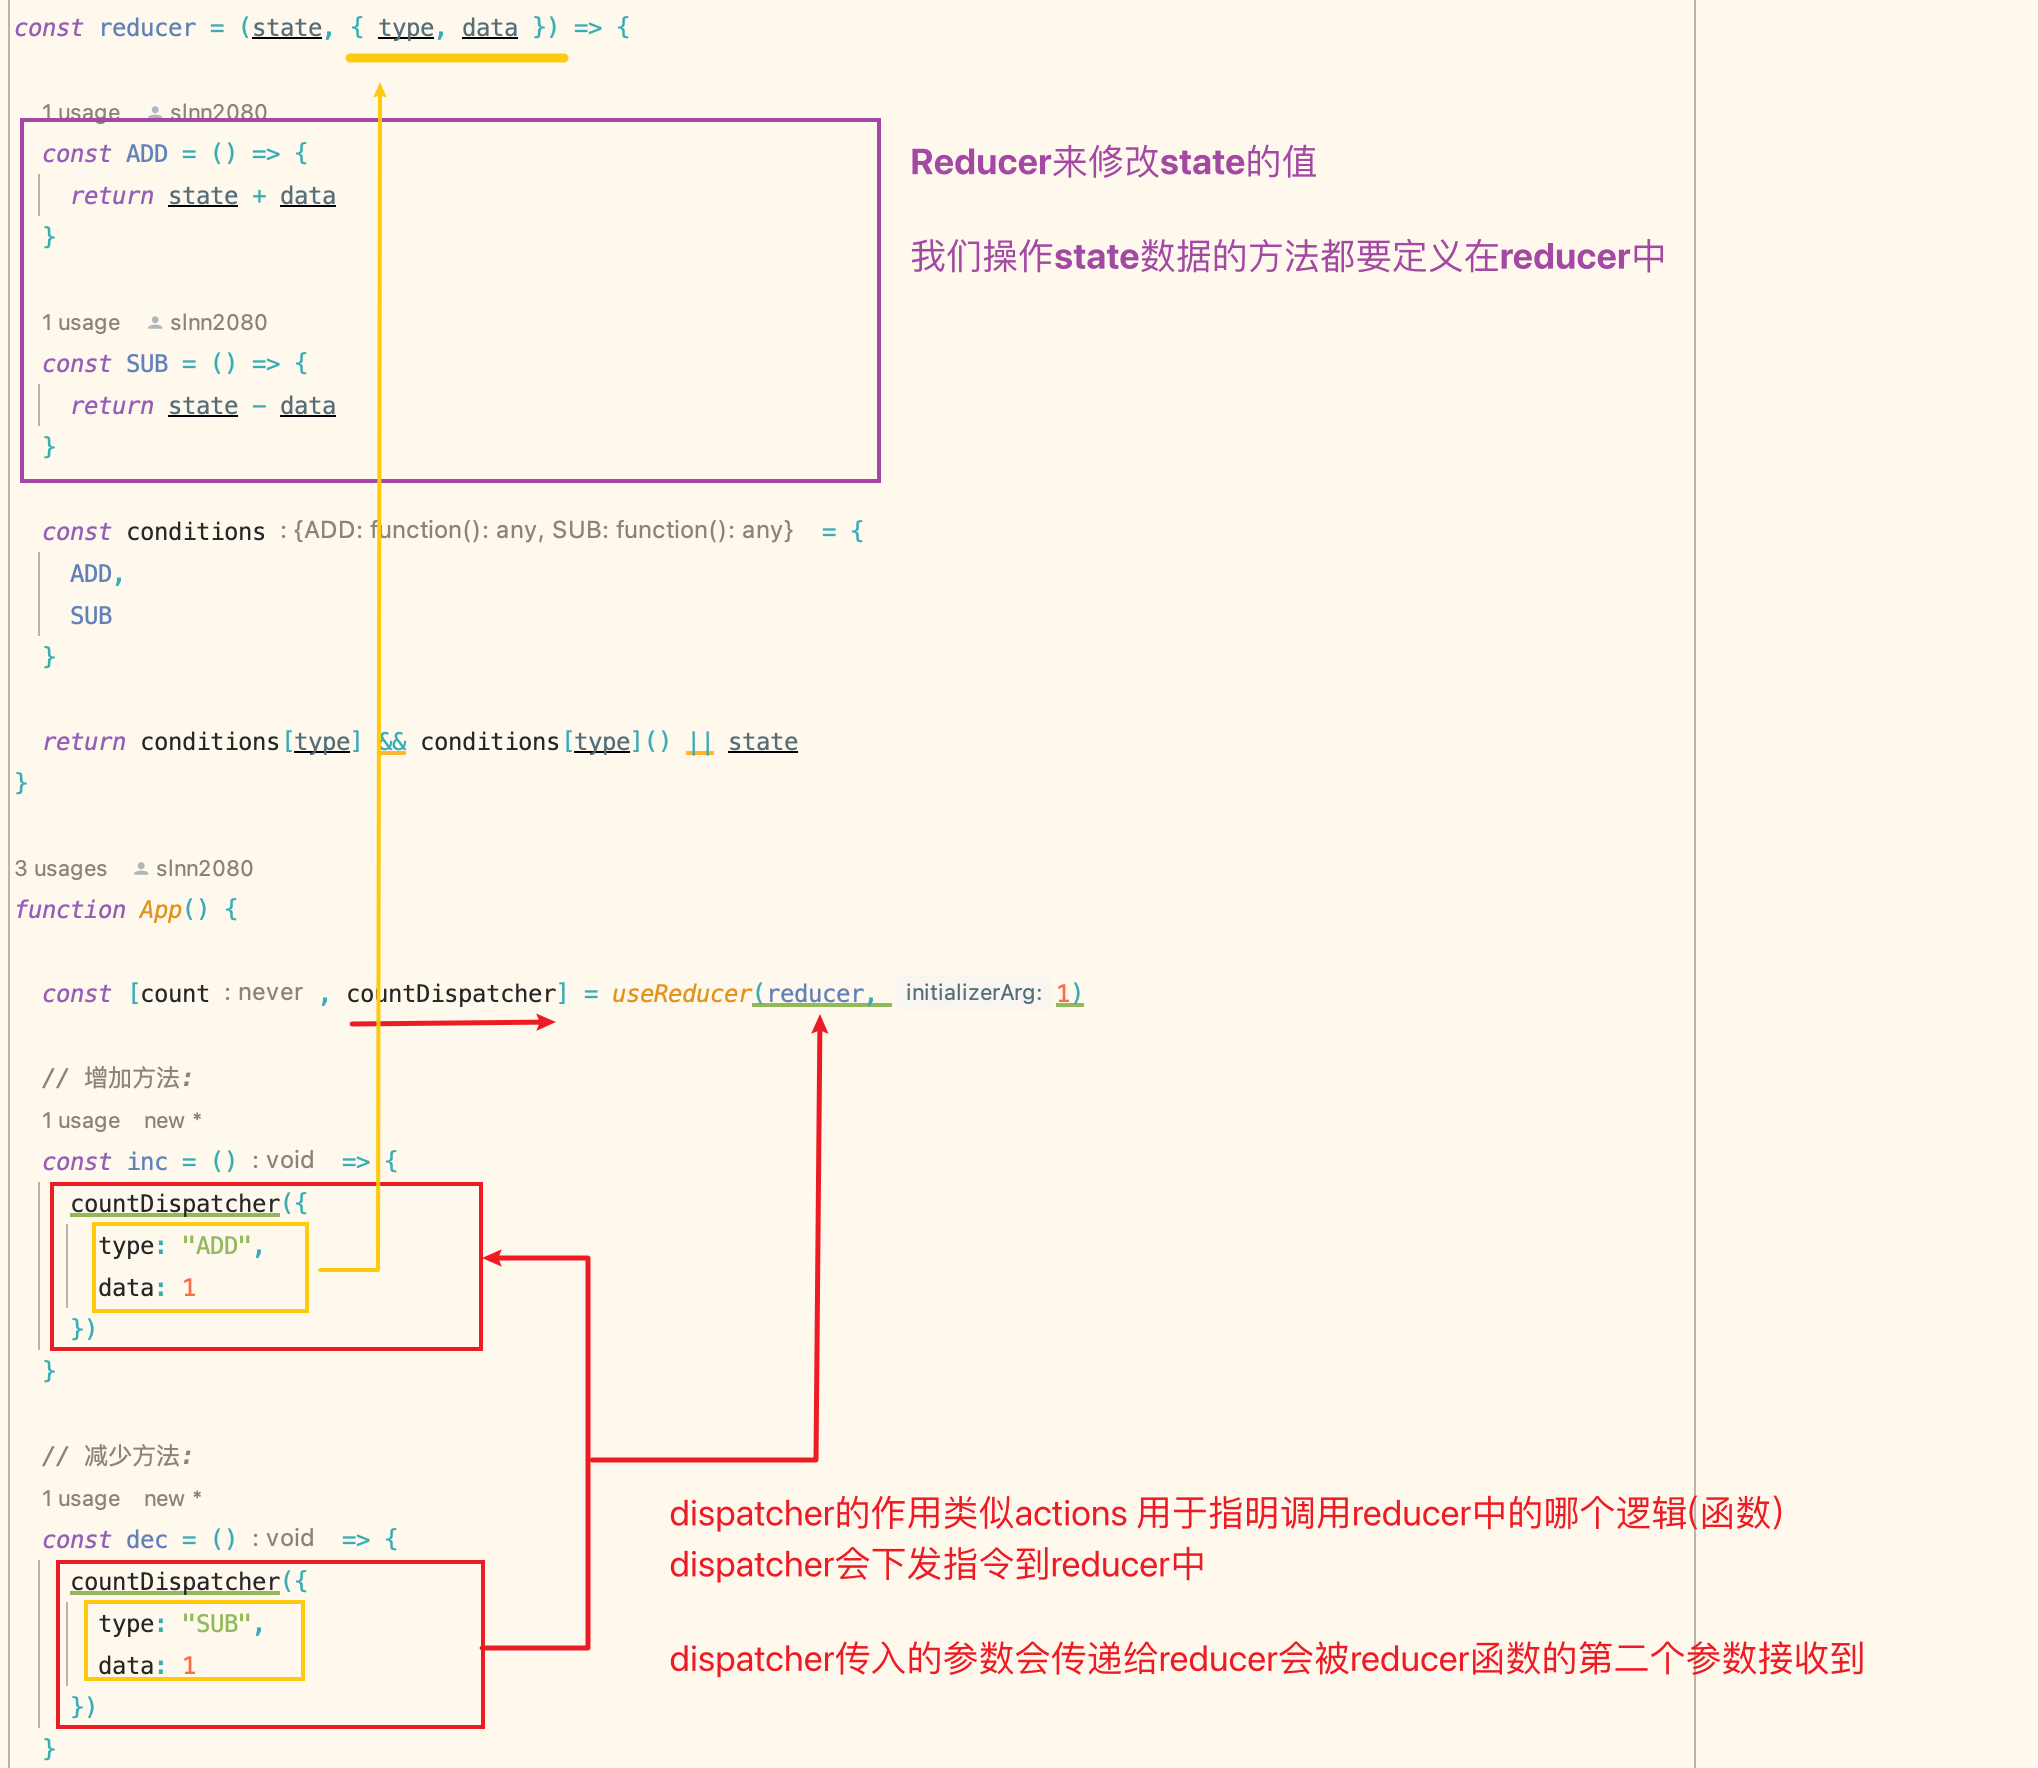 const reducer = (state, { type, data }) => {
1 usage slnn2080
const ADD = () => {
return state + data
}
Reducer来修改state的值
我们操作state数据的方法都要定义在reducer中
1 usage slnn2080
const SUB = () => {
return state - data
}
const conditions : {ADD: function(): any, SUB: function(): any} = {
ADD,
SUB
}
return conditions[type] && conditions[type]() || state
}
3 usages slnn2080
function App() {
const [count : never , countDispatcher] = useReducer(reducer, initializerArg: 1)
// 增加方法:
1 usage new *
const inc = () : void => {
countDispatcher({
type: "ADD",
data: 1
})
}
// 减少方法:
1 usage new *
const dec = () : void => {
countDispatcher({
type: "SUB",
data: 1
})
}
dispatcher的作用类似actions 用于指明调用reducer中的哪个逻辑(函数)
dispatcher会下发指令到reducer中
dispatcher传入的参数会传递给reducer会被reducer函数的第二个参数接收到